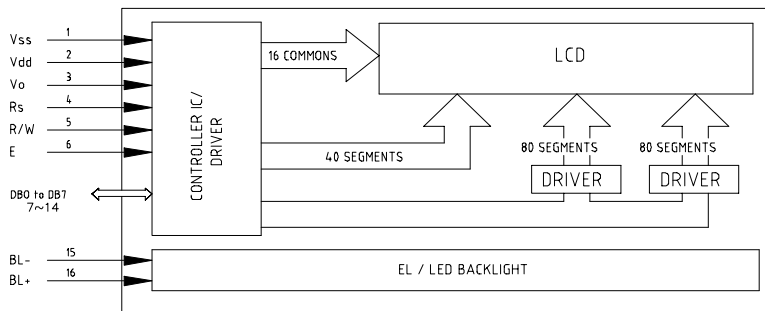 Vss 1
Vdd 2
Vo 3
Rs 4
R/W 5
E 6
DB0 to DB7
7~14
BL- 15
BL+ 16
CONTROLLER IC/
DRIVER
16 COMMONS
LCD
40 SEGMENTS
80 SEGMENTS
80 SEGMENTS
DRIVER
DRIVER
EL / LED BACKLIGHT